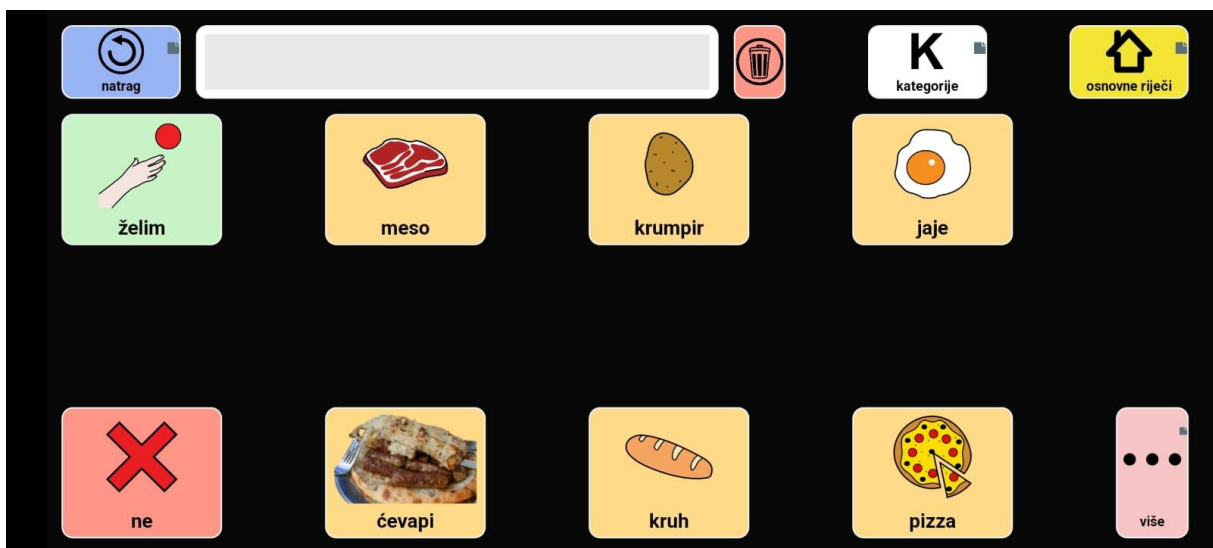 natrag
K
kategorije
osnovne riječi
želim
meso
krumpir
jaje
ne
ćevapi
kruh
pizza
više